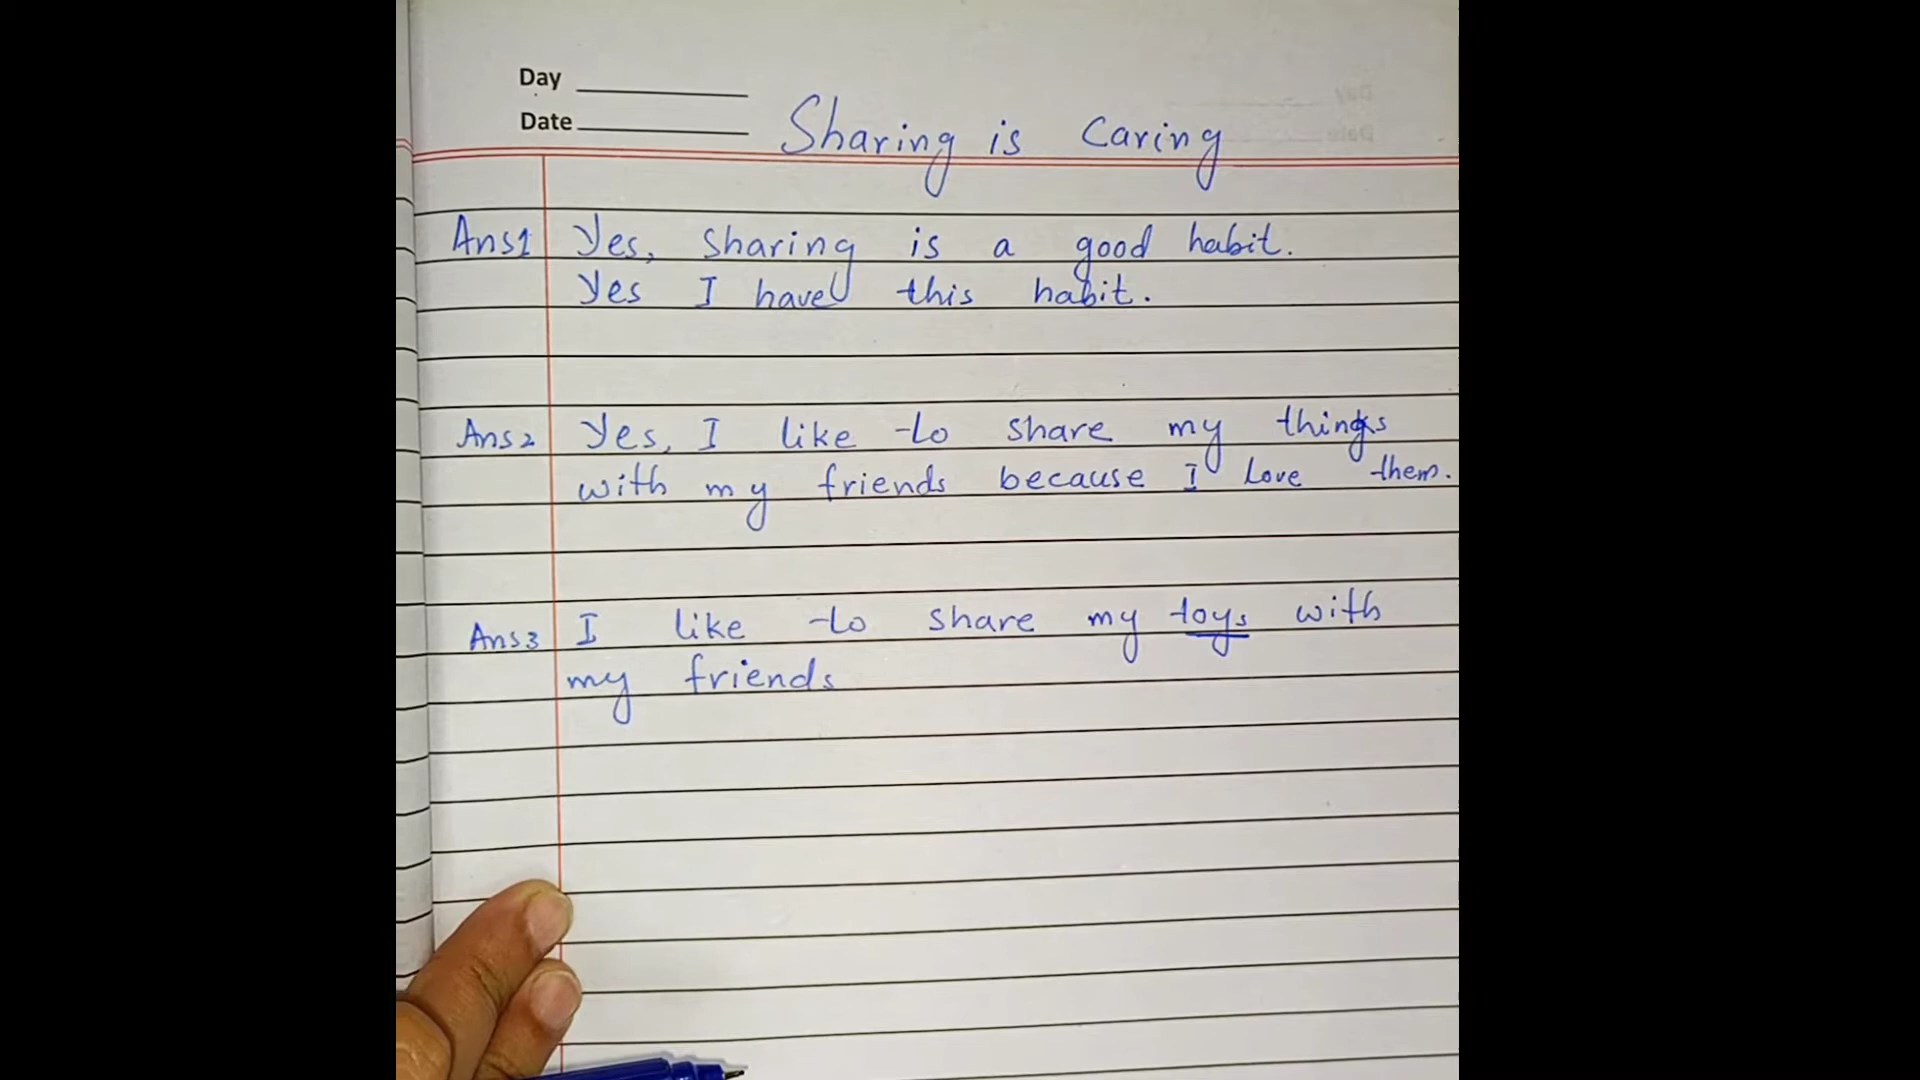 Day
Date
Sharing is Caring
Ans1 Yes, Sharing is a good habit.
Yes I have this habit.
Ans2 Yes, I like to share my things
with my friends because I love them.
Ans3 I like to share my toys with
my friends